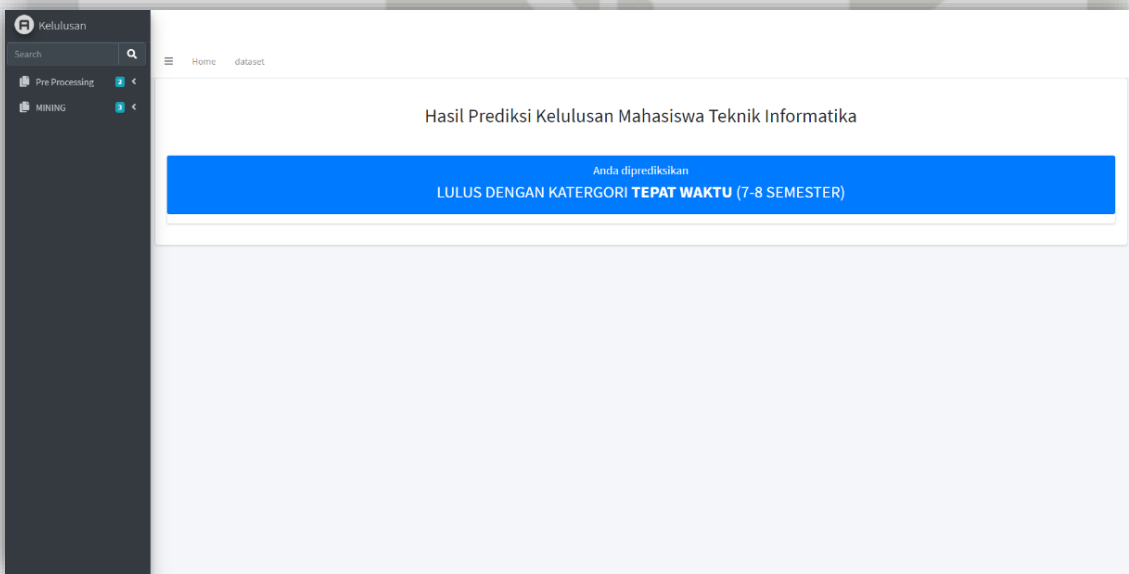 Kelulusan
Search
Home dataset
Pre Processing 2
MINING 3
Hasil Prediksi Kelulusan Mahasiswa Teknik Informatika
Anda diprediksikan
LULUS DENGAN KATERGORI TEPAT WAKTU (7-8 SEMESTER)